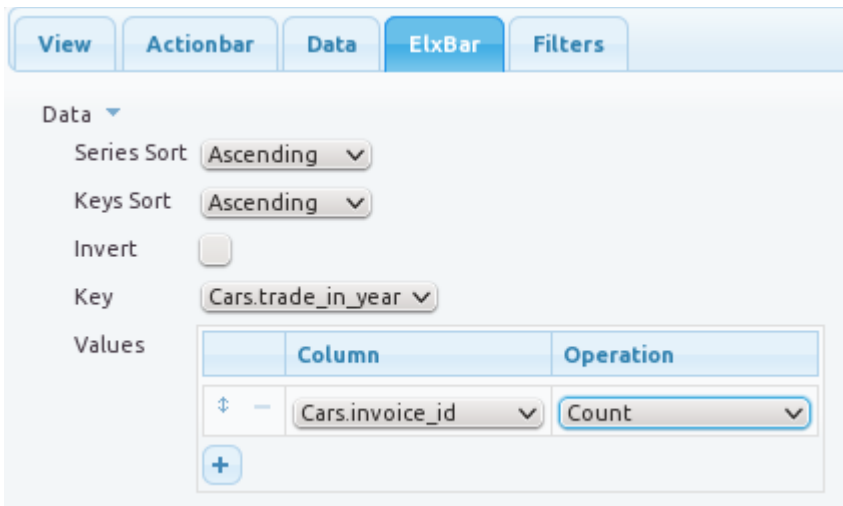 View Actionbar Data ElxBar Filters
Data
Series Sort Ascending
Keys Sort Ascending
Invert
Key Cars.trade_in_year
Values
Column Operation
Cars.invoice_id Count
+